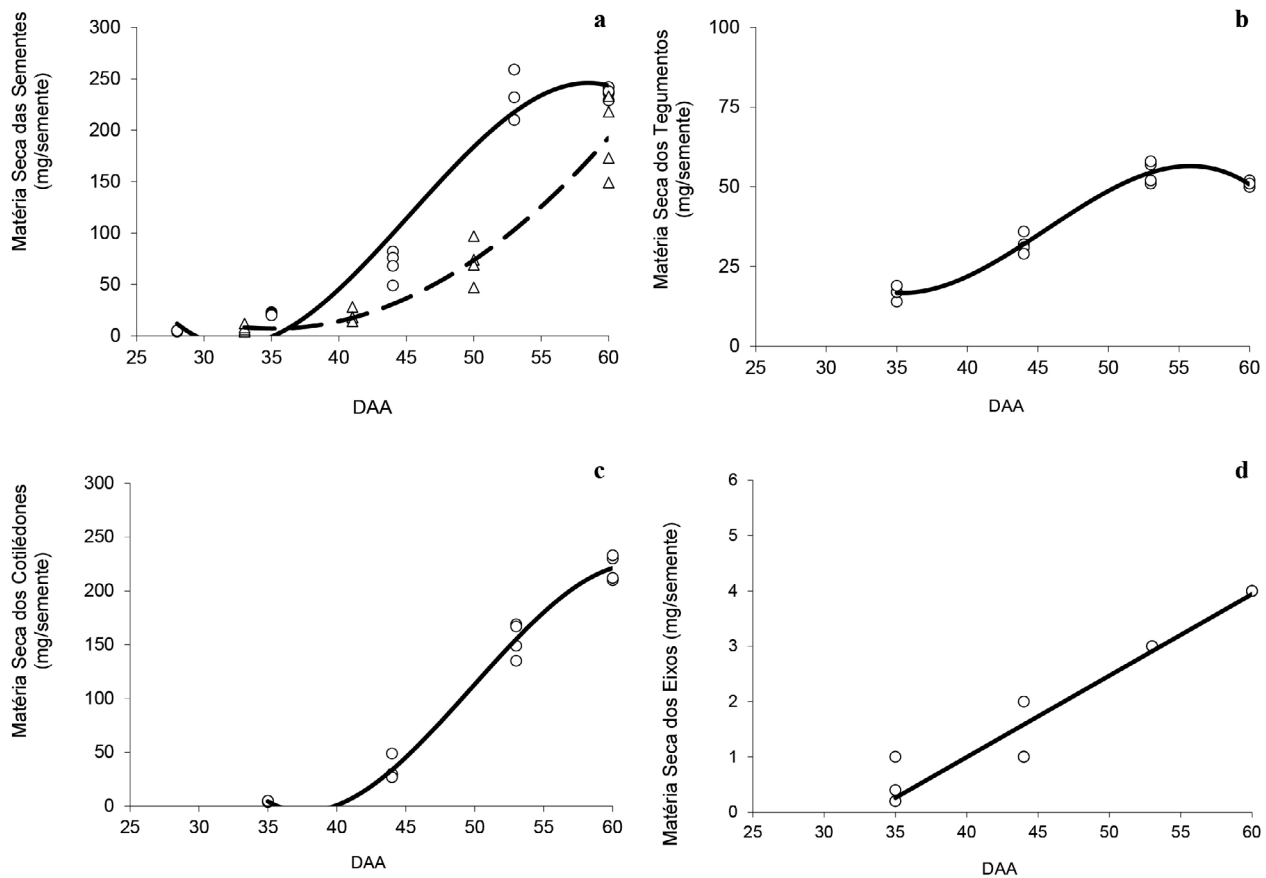 a
Matéria Seca das Sementes
(mg/semente)
300
250
200
150
100
50
0
25 30 35 41 45 50 55 60
DAA
b
Matéria Seca dos Tegumentos
(mg/semente)
100
75
50
25
0
25 30 35 40 45 50 55 60
DAA
c
Matéria Seca dos Cotilédones
(mg/semente)
300
250
200
150
100
50
0
25 30 35 40 45 50 55 60
DAA
d
Matéria Seca dos Eixos (mg/semente)
6
5
4
3
2
1
0
25 30 35 40 45 50 55 60
DAA